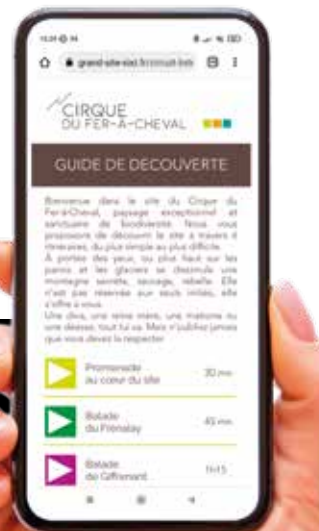 CIRQUE
DU FER-À-CHEVAL
GUIDE DE DECOUVERTE
Bienvenue dans le site du Cirque du
Fer-à-Cheval, paysage exceptionnel et
sanctuaire de biodiversité. Nous vous
proposons de découvrir le site à travers 4
itinéraires, du plus simple au plus difficile.
À portée des yeux, ou plus haut sur les
parois et les glaciers se dissimule une
montagne secrète, sauvage, rebelle. Elle
n'est pas réservée aux seuls initiés, elle
s'offre à vous.
Une diva, une reine mère, une matrone ou
une déesse, tout lui va. Mais n'oubliez jamais
que vous devez la respecter.
Promenade
au cœur du site
30 mn
Balade
du Frénalay
45 mn
Balade
de Giffremant
1h15